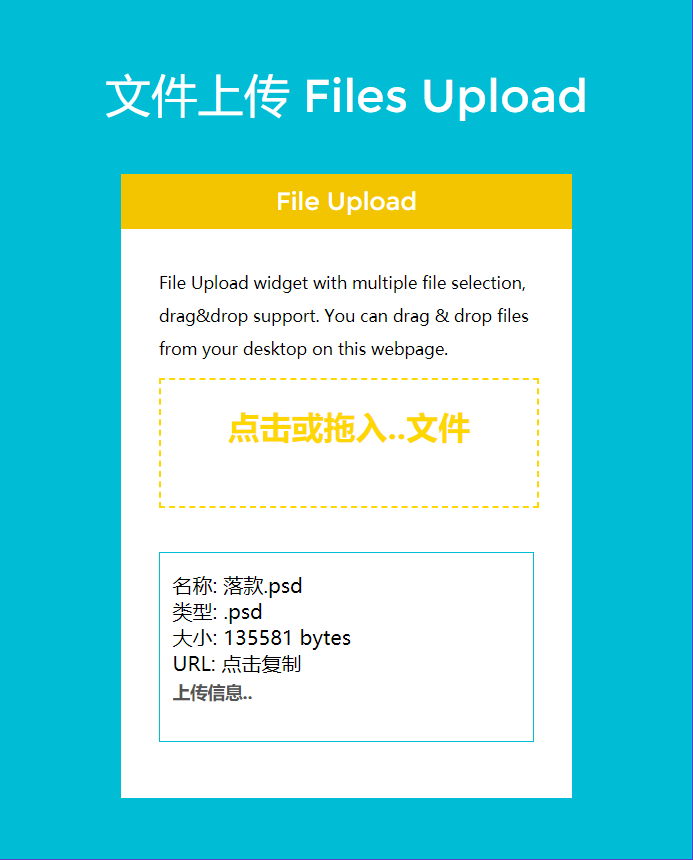 文件上传 Files Upload
File Upload
File Upload widget with multiple file selection,
drag&drop support. You can drag & drop files
from your desktop on this webpage.
点击或拖入..文件
名称: 落款.psd
类型: .psd
大小: 135581 bytes
URL: 点击复制
上传信息..